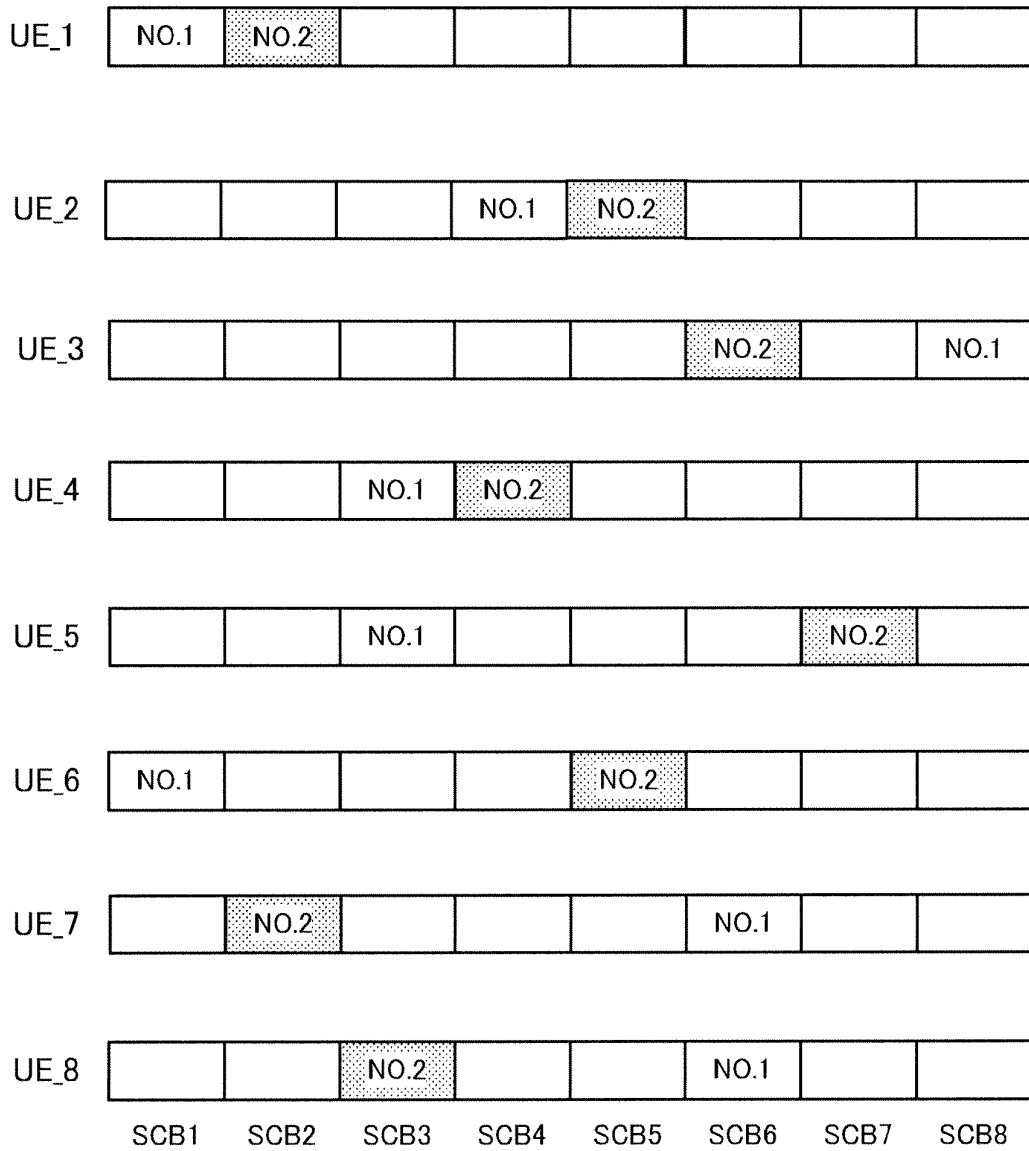 UE_1 NO.1 NO.2
UE_2 NO.1 NO.2
UE_3 NO.2 NO.1
UE_4 NO.1 NO.2
UE_5 NO.1 NO.2
UE_6 NO.1 NO.2
UE_7 NO.2 NO.1
UE_8 NO.2 NO.1
SCB1 SCB2 SCB3 SCB4 SCB5 SCB6 SCB7 SCB8